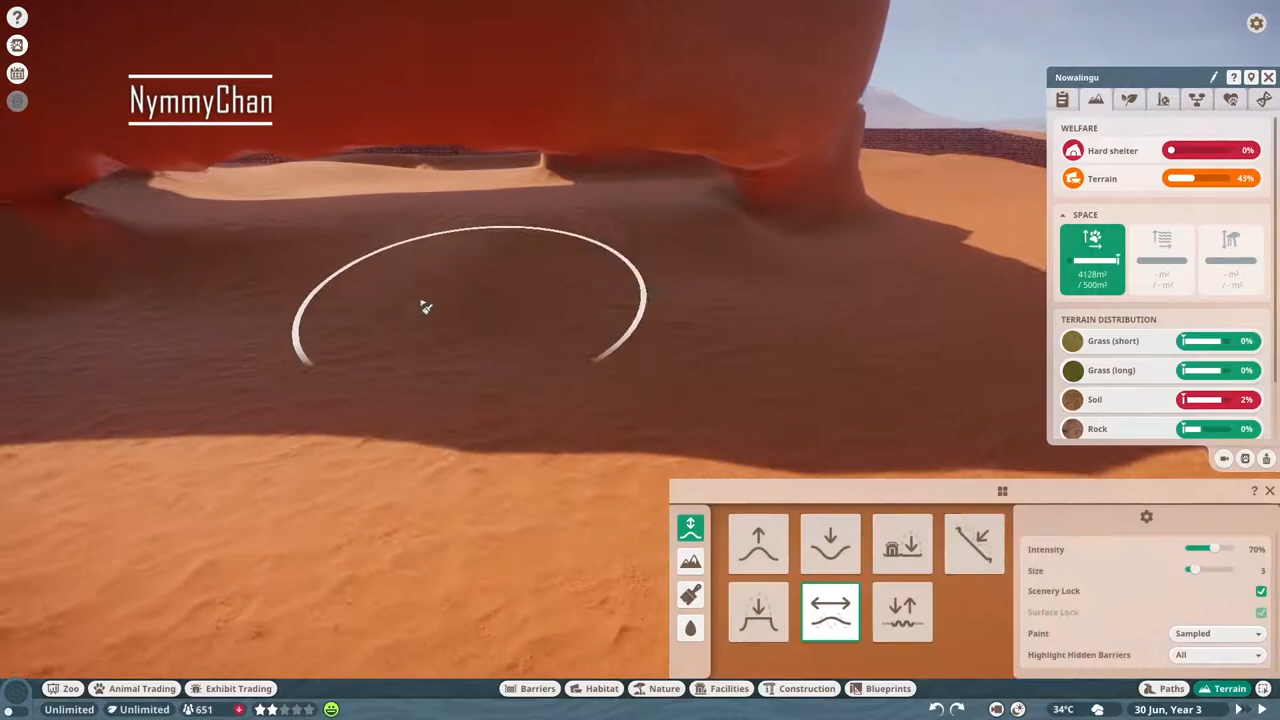 NymmyChan
Nowalingu
WELFARE
Hard shelter 0%
Terrain 43%
SPACE
4128m² / 500m²
- m² / - m²
- m² / - m²
TERRAIN DISTRIBUTION
Grass (short) 0%
Grass (long) 0%
Soil 2%
Rock 0%
Intensity 70%
Size 3
Scenery Lock
Surface Lock
Paint Sampled
Highlight Hidden Barriers All
Zoo Animal Trading Exhibit Trading Barriers Habitat Nature Facilities Construction Blueprints Paths Terrain
Unlimited Unlimited 651 34°C 30 Jun, Year 3